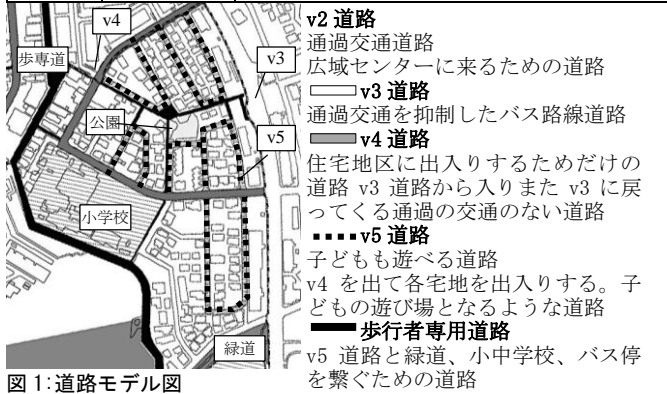 v4
歩専道
v3
公園
v5
小学校
緑道
図 1:道路モデル図
v2 道路
通過交通道路
広域センターに来るための道路
v3 道路
通過交通を抑制したバス路線道路
v4 道路
住宅地区に出入りするためだけの
道路 v3 道路から入りまた v3 に戻
ってくる通過の交通のない道路
v5 道路
子どもも遊べる道路
v4 を出て各宅地を出入りする。子
どもの遊び場となるような道路
歩行者専用道路
v5 道路と緑道、小中学校、バス停
を繋ぐための道路